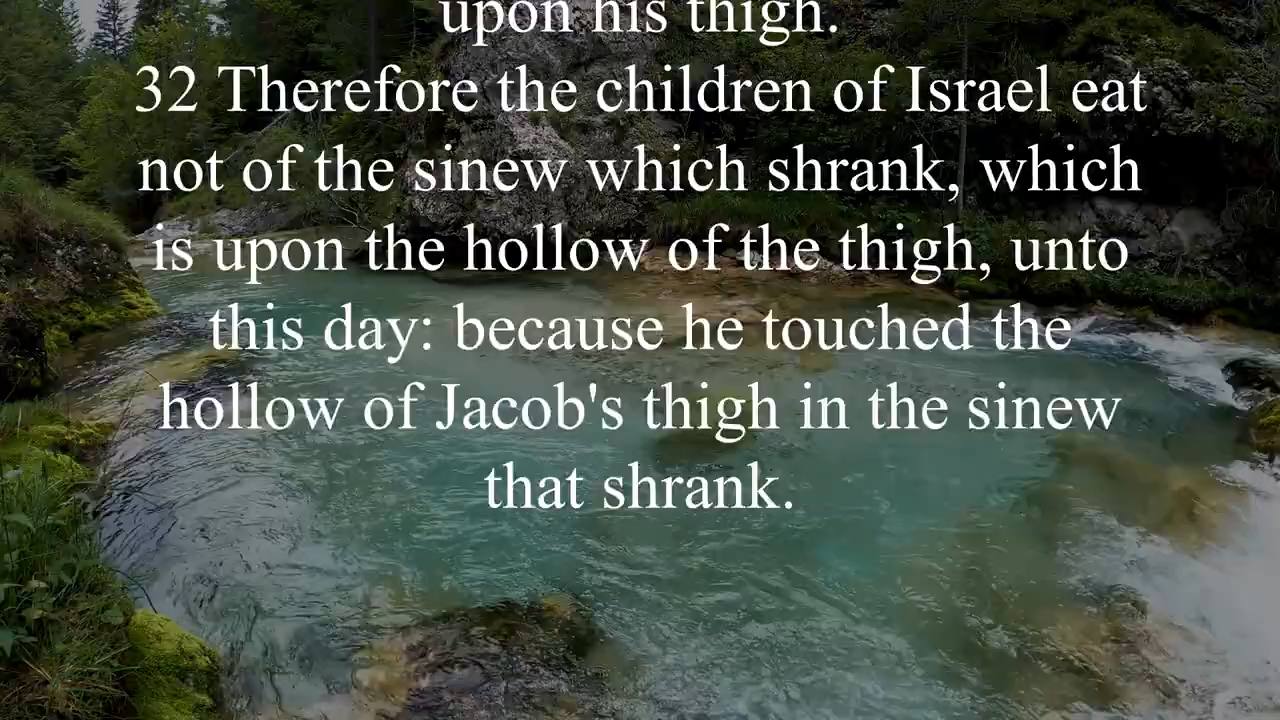 upon his thigh.
32 Therefore the children of Israel eat
not of the sinew which shrank, which
is upon the hollow of the thigh, unto
this day: because he touched the
hollow of Jacob's thigh in the sinew
that shrank.